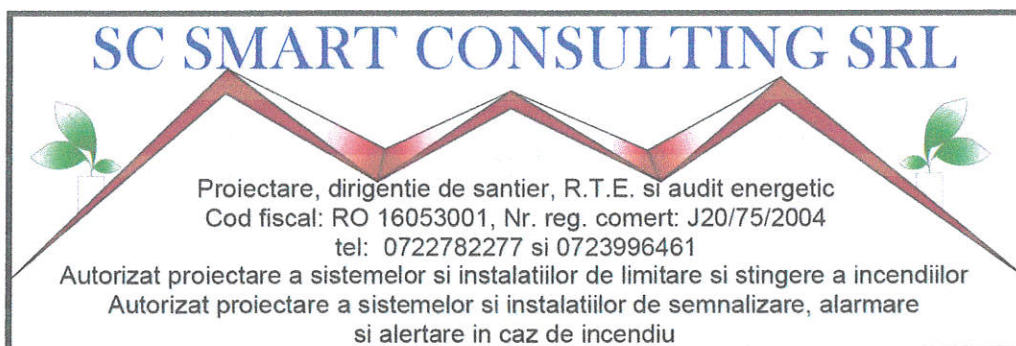 SC SMART CONSULTING SRL
Proiectare, dirigentie de santier, R.T.E. si audit energetic
Cod fiscal: RO 16053001, Nr. reg. comert: J20/75/2004
tel: 0722782277 si 0723996461
Autorizat proiectare a sistemelor si instalatiilor de limitare si stingere a incendiilor
Autorizat proiectare a sistemelor si instalatiilor de semnalizare, alarmare
si alertare in caz de incendiu